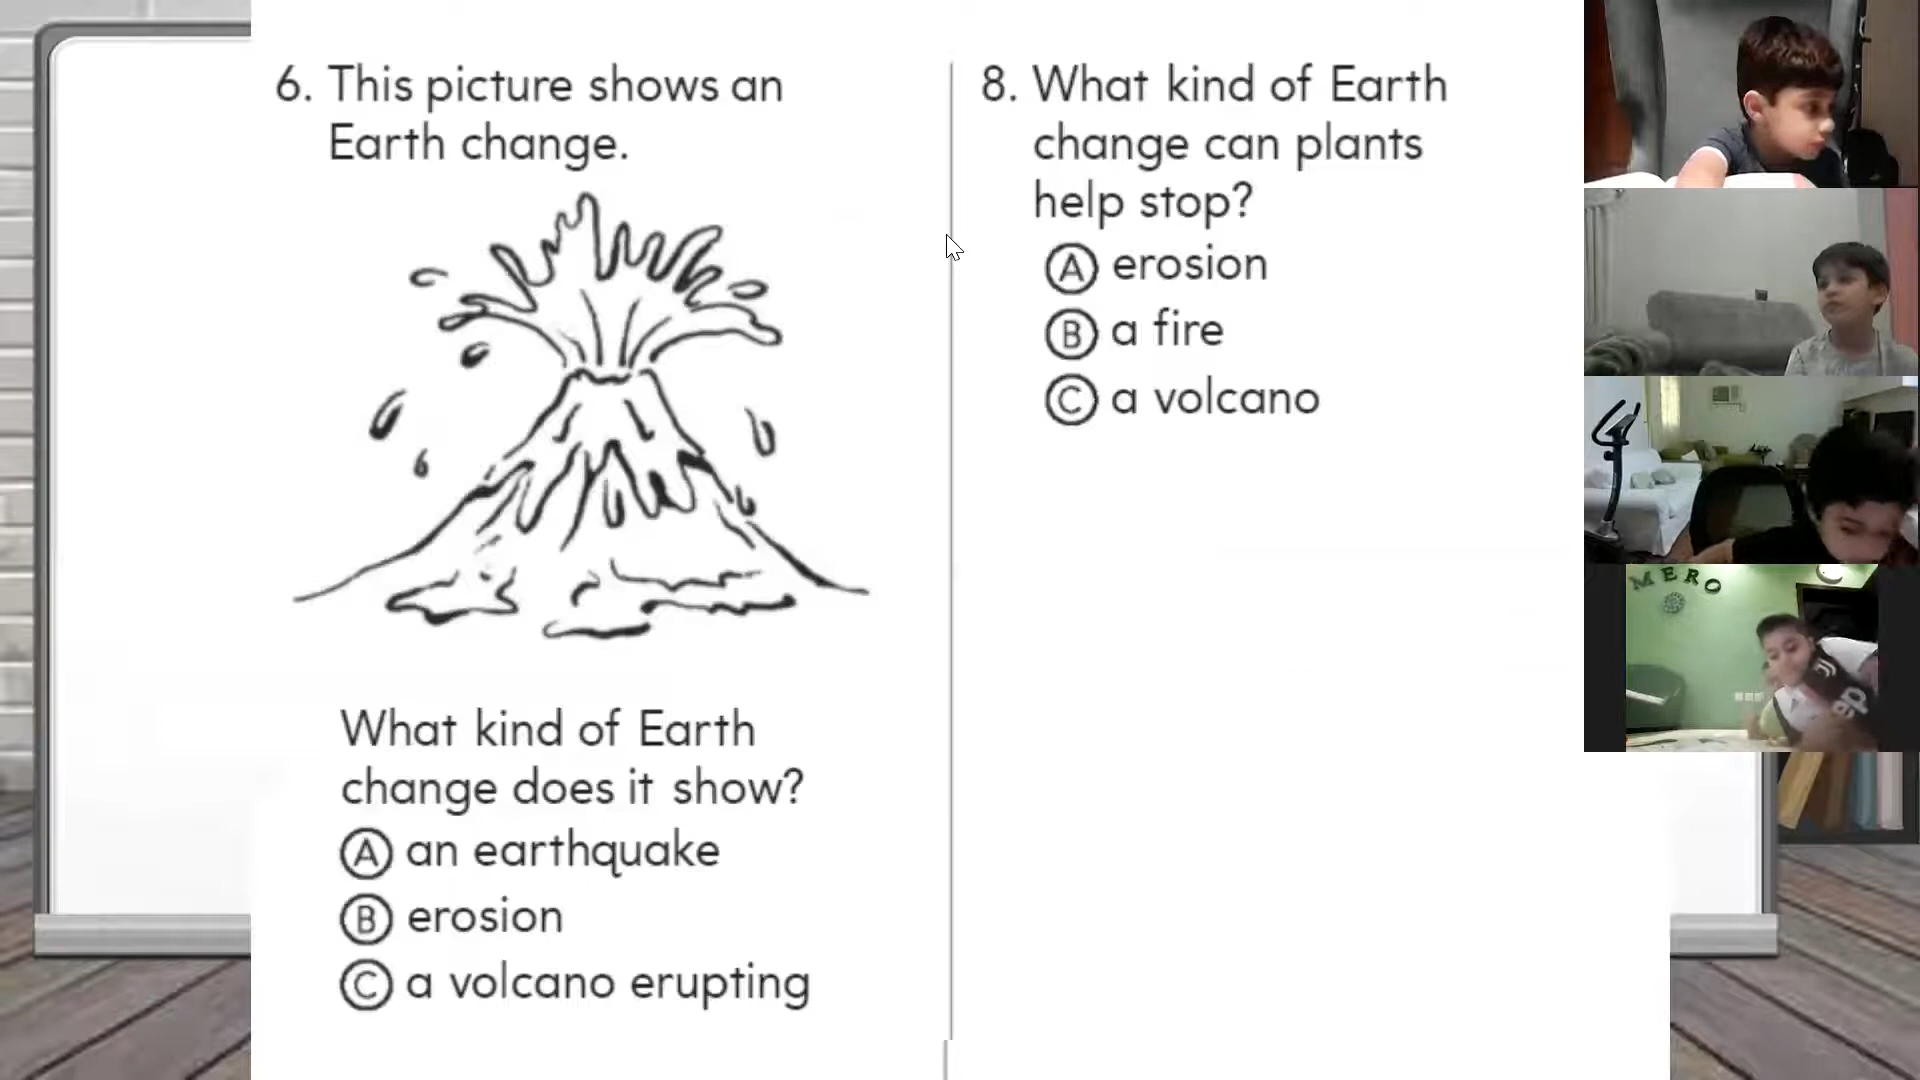 6. This picture shows an
Earth change.
What kind of Earth
change does it show?
Ⓐ an earthquake
Ⓑ erosion
Ⓒ a volcano erupting
8. What kind of Earth
change can plants
help stop?
Ⓐ erosion
Ⓑ a fire
Ⓒ a volcano
MERO